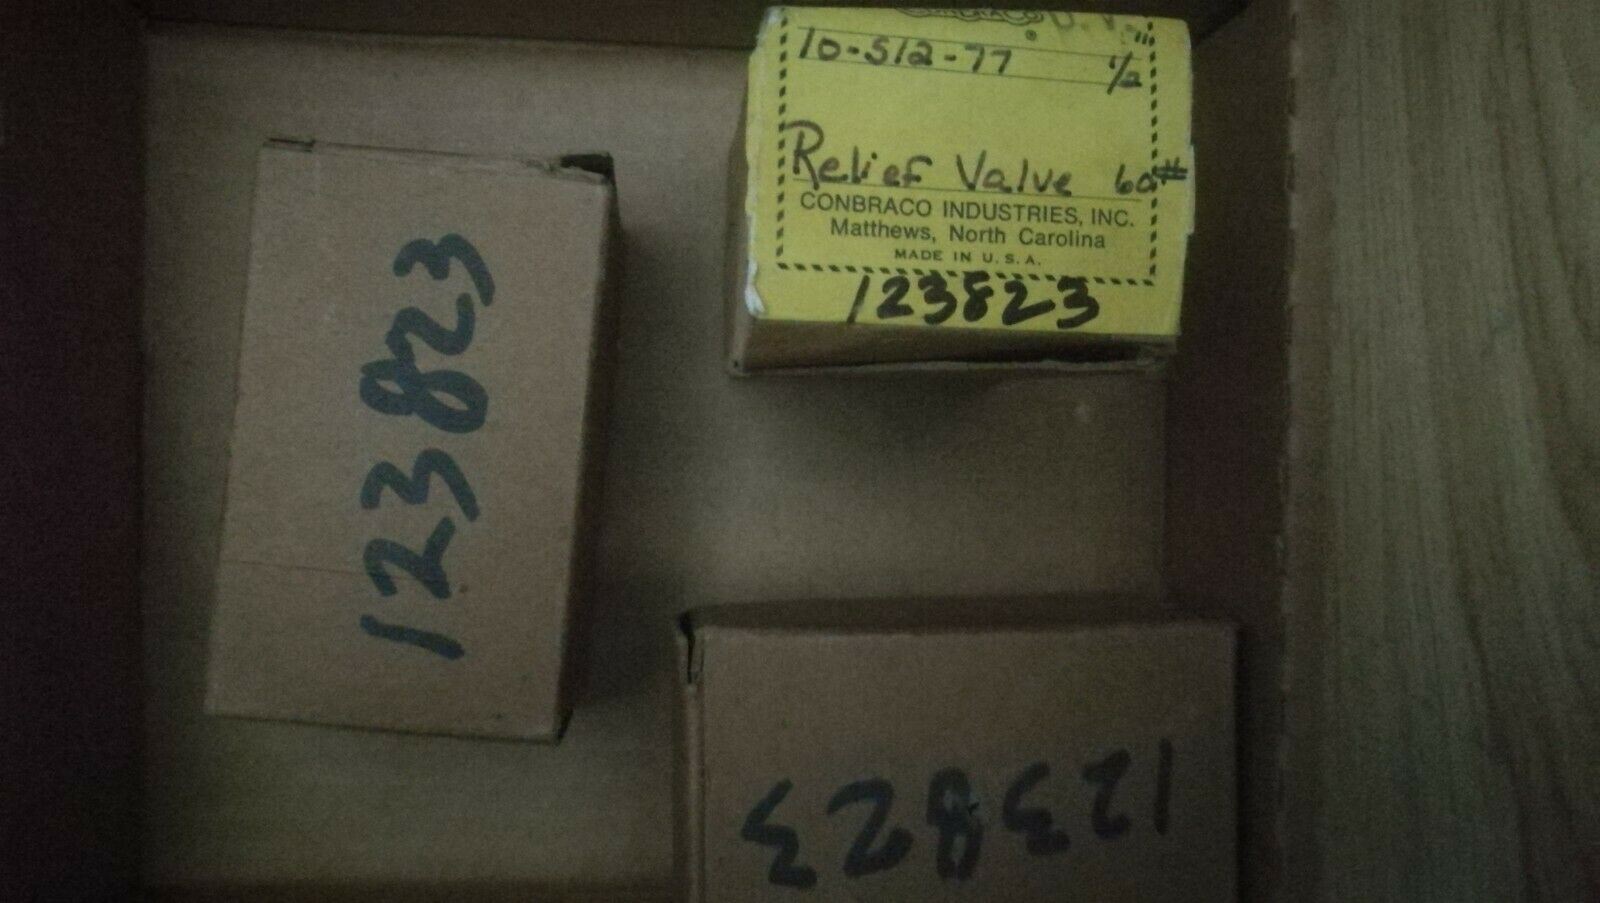 123823
10-512-77 1/2
Relief Valve 60#
CONBRACO INDUSTRIES, INC.
Matthews, North Carolina
MADE IN U.S.A.
123823
123823